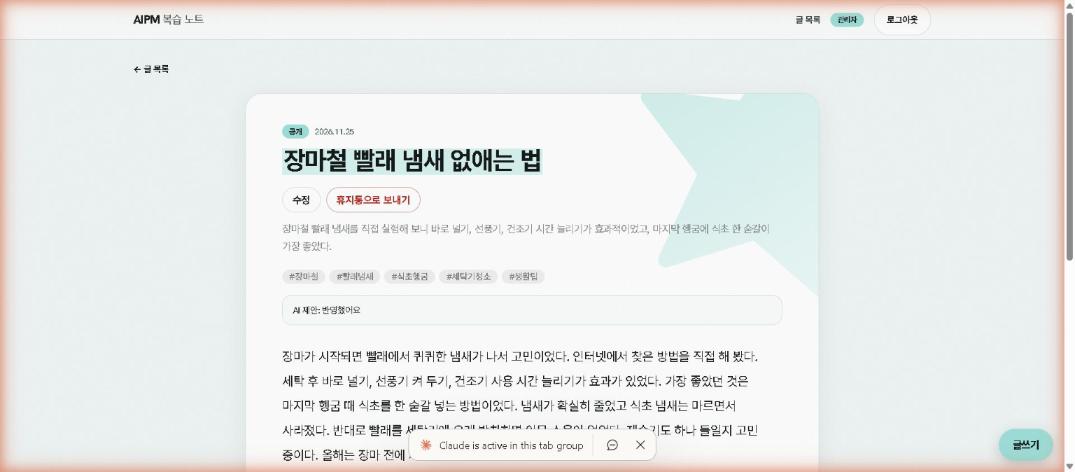 AIPM 복습 노트
글 목록
관리자
로그아웃
← 글 목록
공개 2026.11.25
장마철 빨래 냄새 없애는 법
수정
휴지통으로 보내기
장마철 빨래 냄새를 직접 실험해 보니 바로 널기, 선풍기, 건조기 시간 늘리기가 효과적이었고, 마지막 헹굼에 식초 한 숟갈이
가장 좋았다.
#장마철 #빨래냄새 #식초헹굼 #세탁기청소 #생활팁
AI 제안: 반영했어요
장마가 시작되면 빨래에서 퀴퀴한 냄새가 나서 고민이었다. 인터넷에서 찾은 방법을 직접 해 봤다.
세탁 후 바로 널기, 선풍기 켜 두기, 건조기 사용 시간 늘리기가 효과가 있었다. 가장 좋았던 것은
마지막 헹굼 때 식초를 한 숟갈 넣는 방법이었다. 냄새가 확실히 줄었고 식초 냄새는 마르면서
사라졌다. 반대로 빨래를 하나 들일지 고민
중이다. 올해는 장마 전에
Claude is active in this tab group
글쓰기